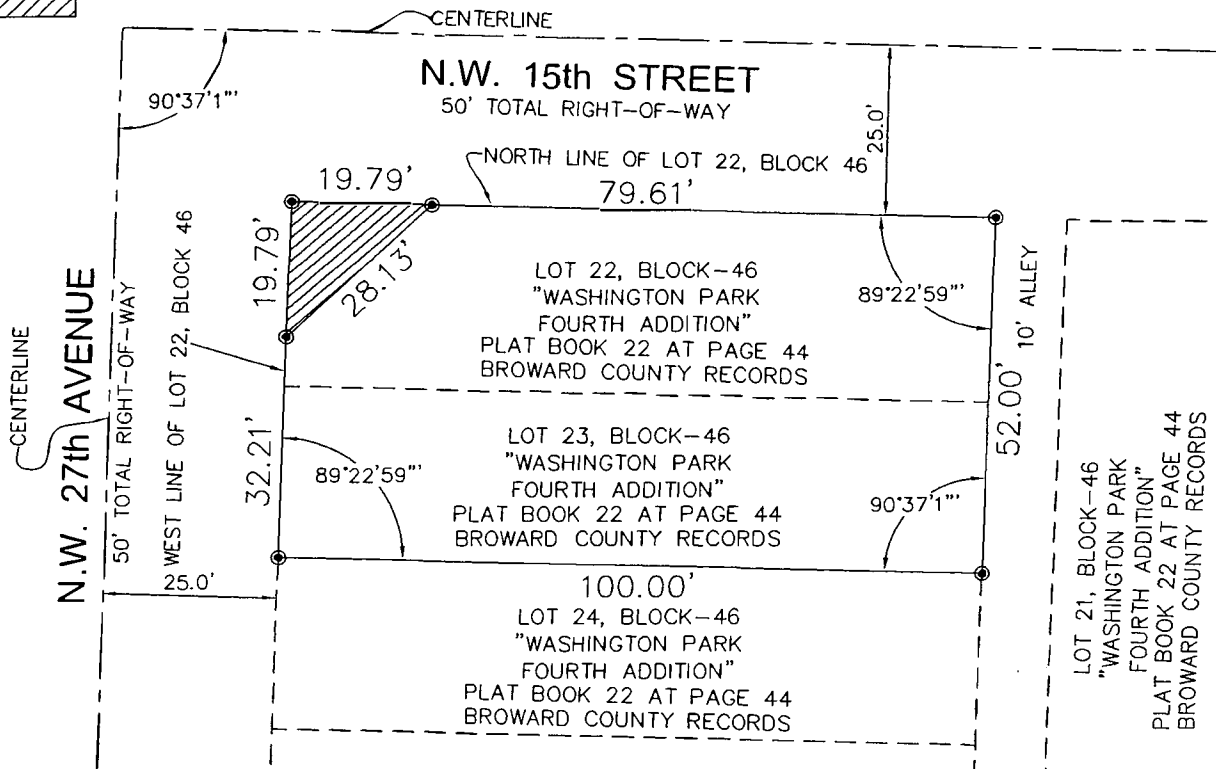 CENTERLINE
N.W. 15th STREET
50' TOTAL RIGHT-OF-WAY
90°37'1"'
25.0'
NORTH LINE OF LOT 22, BLOCK 46
19.79'
79.61'
19.79'
28.13'
LOT 22, BLOCK-46
"WASHINGTON PARK
FOURTH ADDITION"
PLAT BOOK 22 AT PAGE 44
BROWARD COUNTY RECORDS
89°22'59"'
10' ALLEY
CENTERLINE
N.W. 27th AVENUE
50' TOTAL RIGHT-OF-WAY
WEST LINE OF LOT 22, BLOCK 46
32.21'
89°22'59"'
LOT 23, BLOCK-46
"WASHINGTON PARK
FOURTH ADDITION"
PLAT BOOK 22 AT PAGE 44
BROWARD COUNTY RECORDS
90°37'1"'
52.00'
25.0'
100.00'
LOT 24, BLOCK-46
"WASHINGTON PARK
FOURTH ADDITION"
PLAT BOOK 22 AT PAGE 44
BROWARD COUNTY RECORDS
LOT 21, BLOCK-46
"WASHINGTON PARK
FOURTH ADDITION"
PLAT BOOK 22 AT PAGE 44
BROWARD COUNTY RECORDS